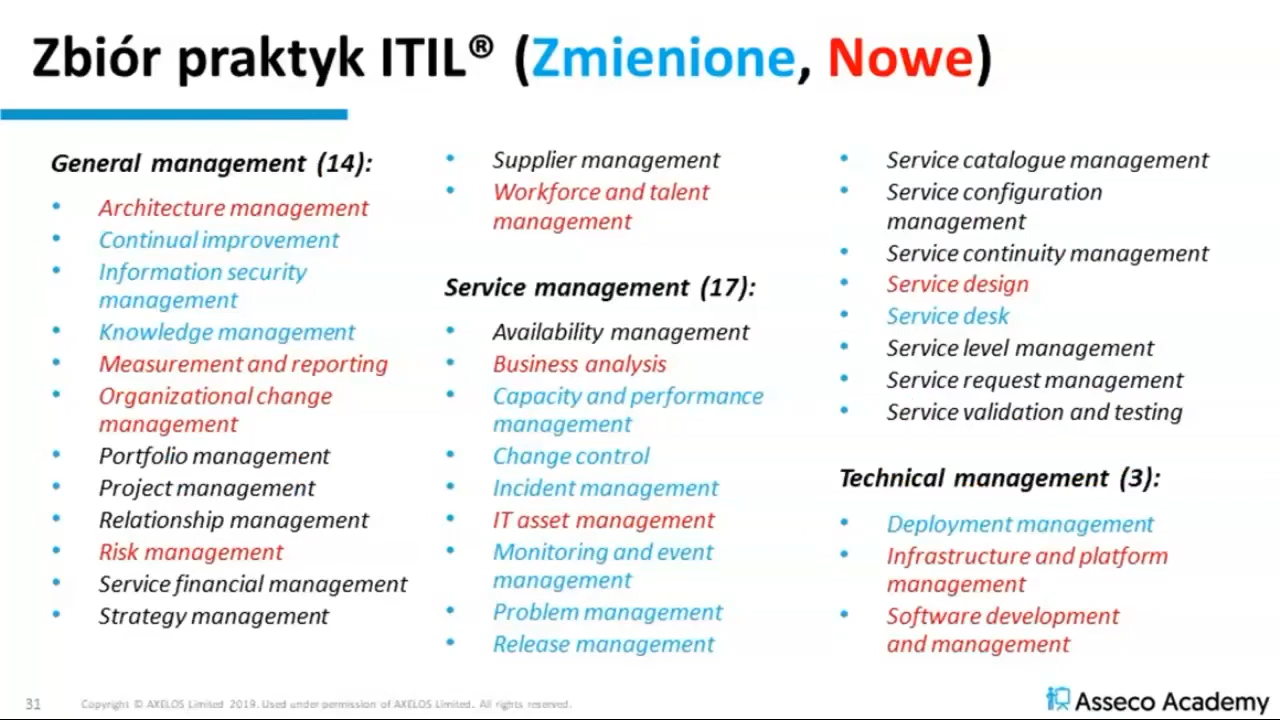 Zbiór praktyk ITIL® (Zmienione, Nowe)
General management (14):
• Architecture management
• Continual improvement
• Information security
management
• Knowledge management
• Measurement and reporting
• Organizational change
management
• Portfolio management
• Project management
• Relationship management
• Risk management
• Service financial management
• Strategy management
• Supplier management
• Workforce and talent
management
Service management (17):
• Availability management
• Business analysis
• Capacity and performance
management
• Change control
• Incident management
• IT asset management
• Monitoring and event
management
• Problem management
• Release management
• Service catalogue management
• Service configuration
management
• Service continuity management
• Service design
• Service desk
• Service level management
• Service request management
• Service validation and testing
Technical management (3):
• Deployment management
• Infrastructure and platform
management
• Software development
and management
31
Copyright © AXELOS Limited 2019. Used under permission of AXELOS Limited. All rights reserved.
Asseco Academy